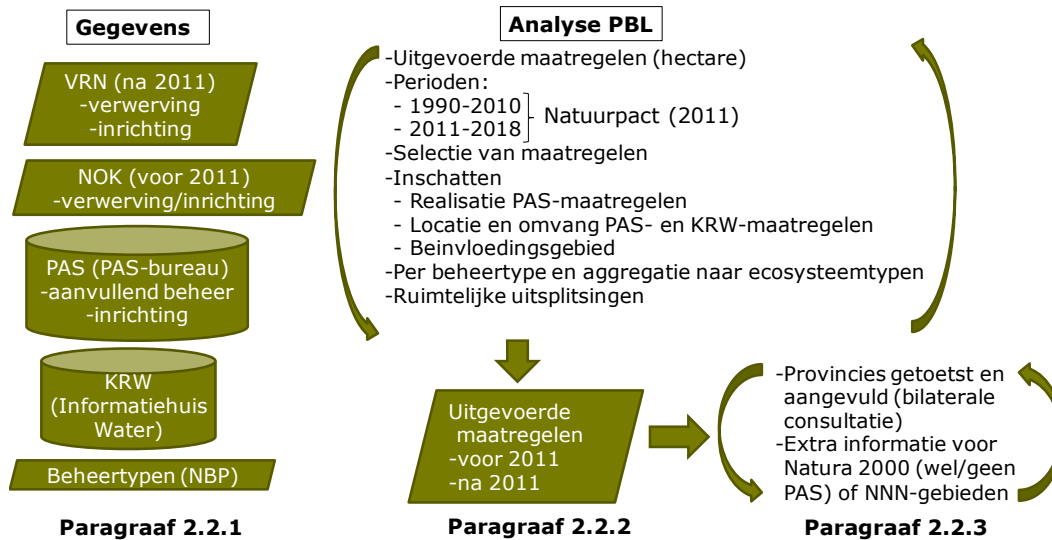 Gegevens
VRN (na 2011)
-verwerving
-inrichting
NOK (voor 2011)
-verwerving/inrichting
PAS (PAS-bureau)
-aanvullend beheer
-inrichting
KRW
(Informatiehuis
Water)
Beheertypen (NBP)
Paragraaf 2.2.1
Analyse PBL
-Uitgevoerde maatregelen (hectare)
-Perioden:
- 1990-2010
- 2011-2018
Natuurpact (2011)
-Selectie van maatregelen
-Inschatten
- Realisatie PAS-maatregelen
- Locatie en omvang PAS- en KRW-maatregelen
- Beinvloedingsgebied
-Per beheertype en aggregatie naar ecosysteemtypen
-Ruimtelijke uitsplitsingen
Uitgevoerde
maatregelen
-voor 2011
-na 2011
Paragraaf 2.2.2
-Provincies getoetst en
aangevuld (bilaterale
consultatie)
-Extra informatie voor
Natura 2000 (wel/geen
PAS) of NNN-gebieden
Paragraaf 2.2.3